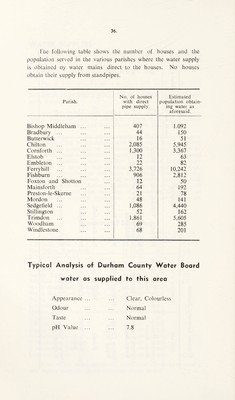 36.
The following table shows the number of houses and the
population served in the various parishes where the water supply
is obtained by water mains direct to the houses. No houses
obtain their supply from standpipes.
Parish. No. of houses with direct pipe supply. Estimated population obtaining water as aforesaid.
Bishop Middleham ... ... ... 407 1,092
Bradbury ... ... ... 44 150
Butterwick ... ... ... 16 51
Chilton ... ... ... 2,085 5,945
Cornforth ... ... ... 1,300 3,367
Elstob ... ... ... 12 63
Embleton ... ... ... 22 82
Ferryhill ... ... ... 3,726 10,242
Fishburn ... ... ... 906 2,812
Foxton and Shotton ... ... 12 50
Mainsforth ... ... ... 64 192
Preston-le-Skerne ... ... 21 78
Mordon ... ... ... 48 141
Sedgefield ... ... ... 1,086 4,440
Stillington ... ... ... 52 162
Trimdon ... ... ... 1,861 5,605
Woodham ... ... ... 69 285
Windlestone ... ... ... 68 201
Typical Analysis of Durham County Water Board
water as supplied to this area
Appearance ... ... Clear, Colourless
Odour ... ... Normal
Taste ... ... Normal
pH Value ... ... 7.8